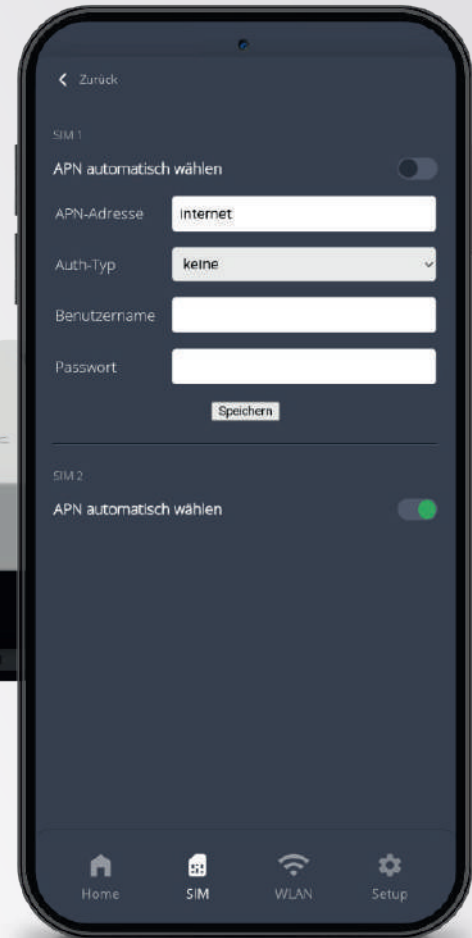 Zurück
SIM 1
APN automatisch wählen
APN-Adresse internet
Auth-Typ keine
Benutzername
Passwort
Speichern
SIM 2
APN automatisch wählen
Home SIM WLAN Setup